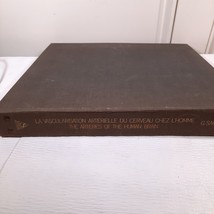 LA VASCULARISATION ARTERIELLE DU CERVEAU CHEZ L'HOMME
THE ARTERIES OF THE HUMAN BRAIN